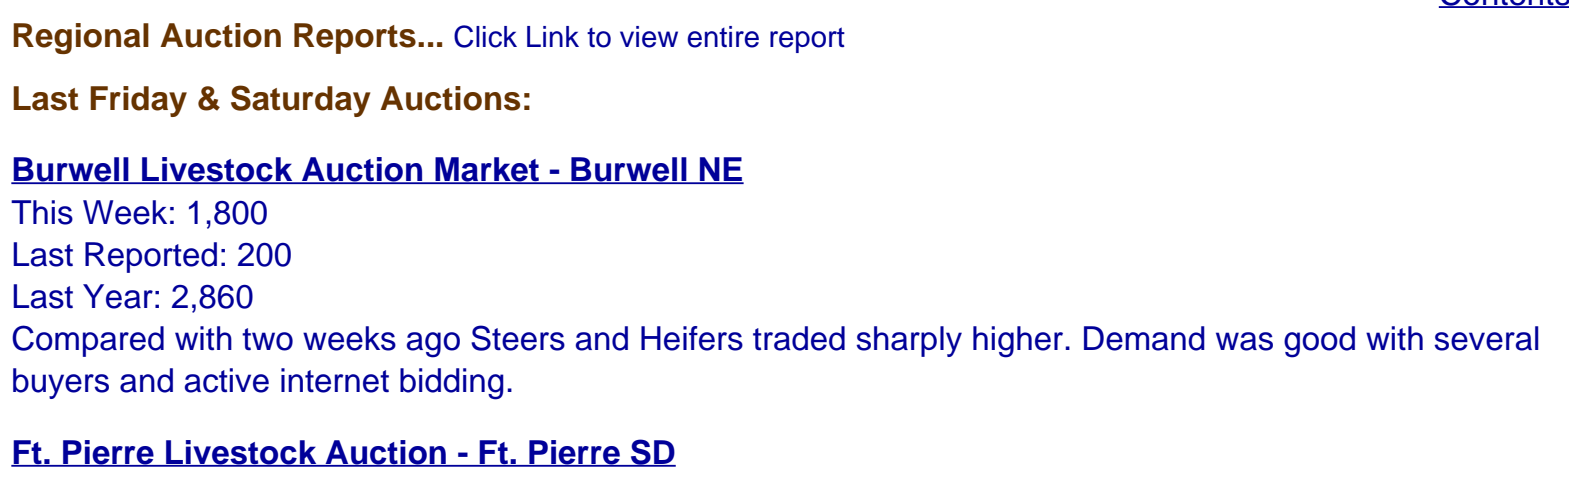 Contents
Regional Auction Reports... Click Link to view entire report
Last Friday & Saturday Auctions:
Burwell Livestock Auction Market - Burwell NE
This Week: 1,800
Last Reported: 200
Last Year: 2,860
Compared with two weeks ago Steers and Heifers traded sharply higher. Demand was good with several
buyers and active internet bidding.
Ft. Pierre Livestock Auction - Ft. Pierre SD